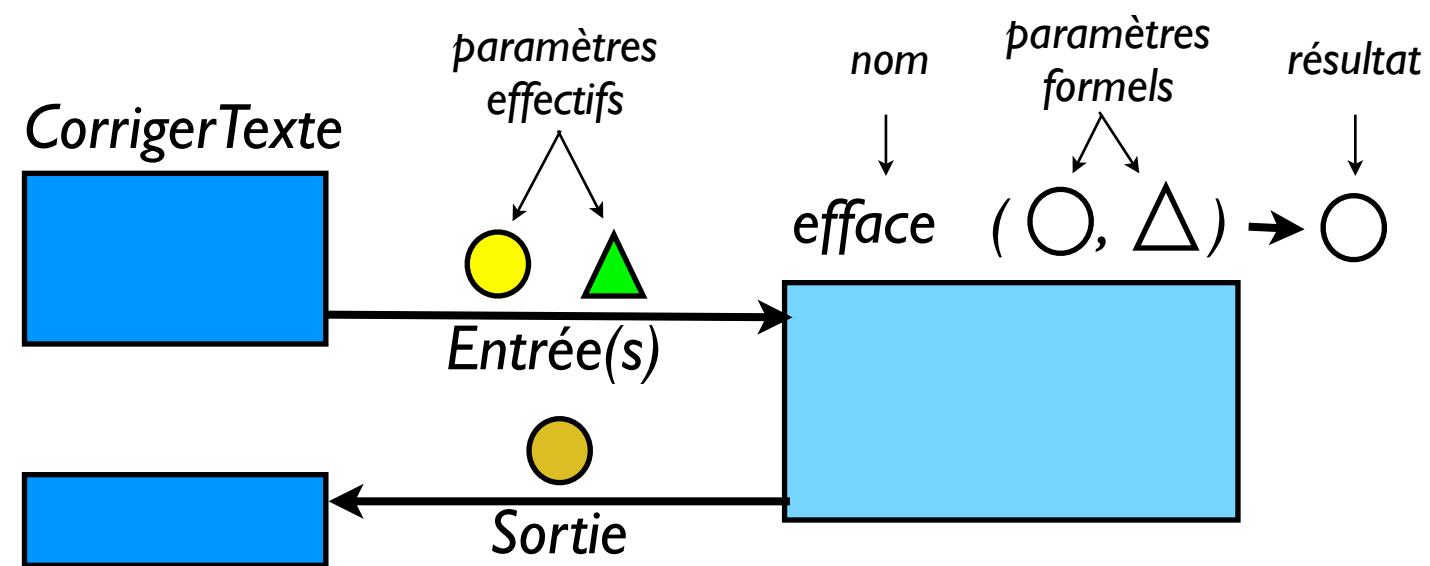 paramètres
effectifs
nom
paramètres
formels
résultat
CorrigerTexte
efface ( , )
Entrée(s)
Sortie